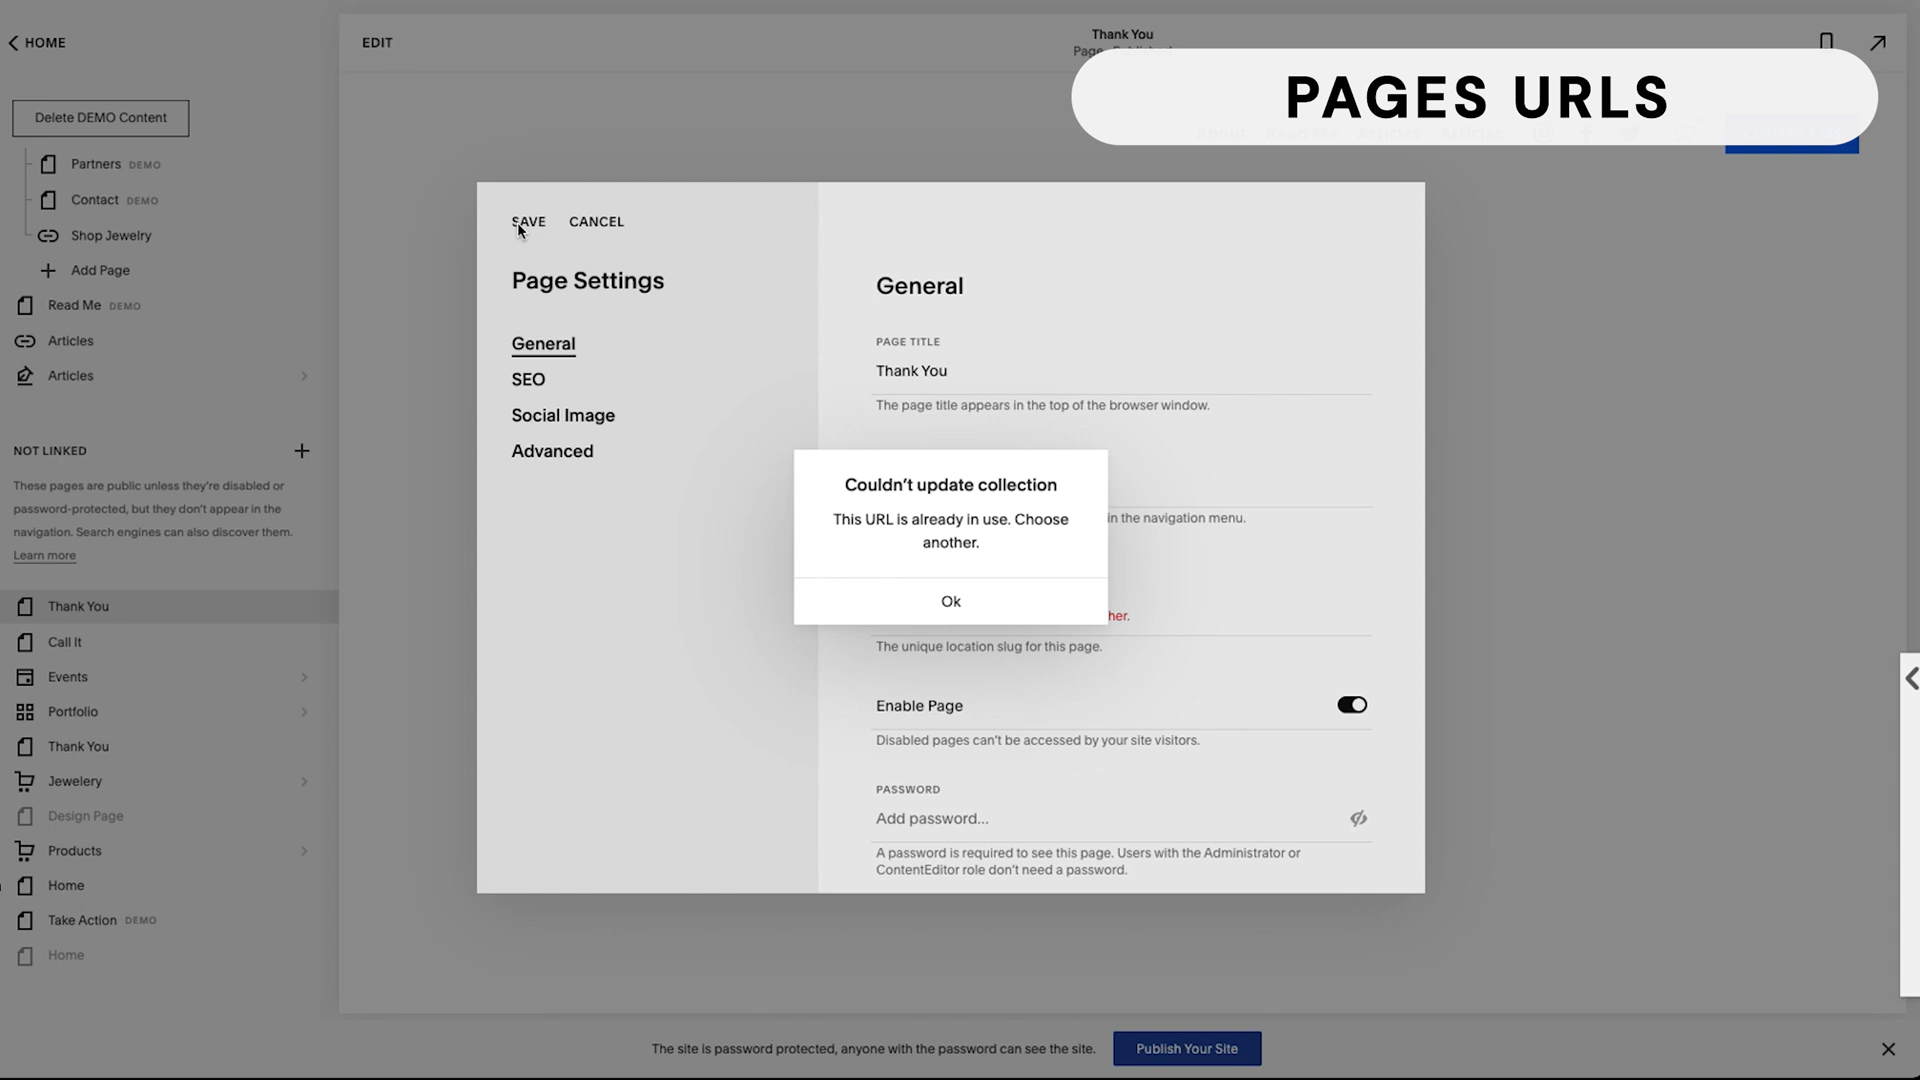 HOME
EDIT
Thank You
PAGES URLS
Delete DEMO Content
Partners DEMO
Contact DEMO
Shop Jewelry
Add Page
Read Me DEMO
Articles
Articles
NOT LINKED
These pages are public unless they're disabled or
password-protected, but they don't appear in the
navigation. Search engines can also discover them.
Learn more
Thank You
Call It
Events
Portfolio
Thank You
Jewelery
Design Page
Products
Home
Take Action DEMO
Home
SAVE CANCEL
Page Settings
General
SEO
Social Image
Advanced
General
PAGE TITLE
Thank You
The page title appears in the top of the browser window.
in the navigation menu.
Couldn't update collection
This URL is already in use. Choose
another.
Ok
her.
The unique location slug for this page.
Enable Page
Disabled pages can't be accessed by your site visitors.
PASSWORD
Add password...
A password is required to see this page. Users with the Administrator or
ContentEditor role don't need a password.
The site is password protected, anyone with the password can see the site.
Publish Your Site